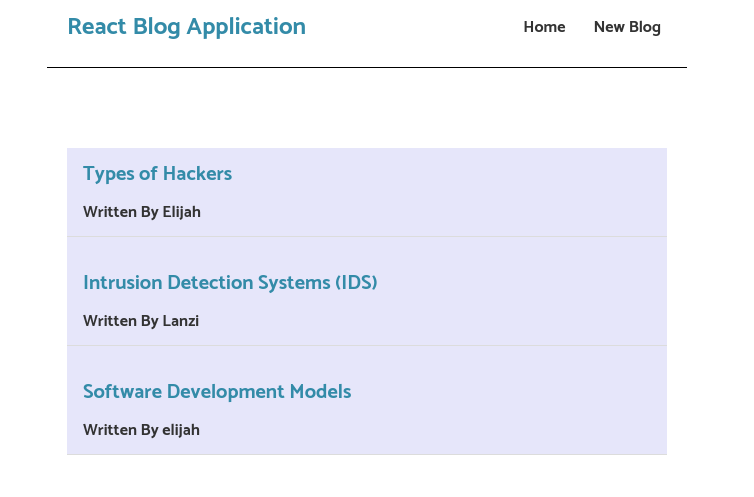 React Blog Application
Home New Blog
Types of Hackers
Written By Elijah
Intrusion Detection Systems (IDS)
Written By Lanzi
Software Development Models
Written By elijah